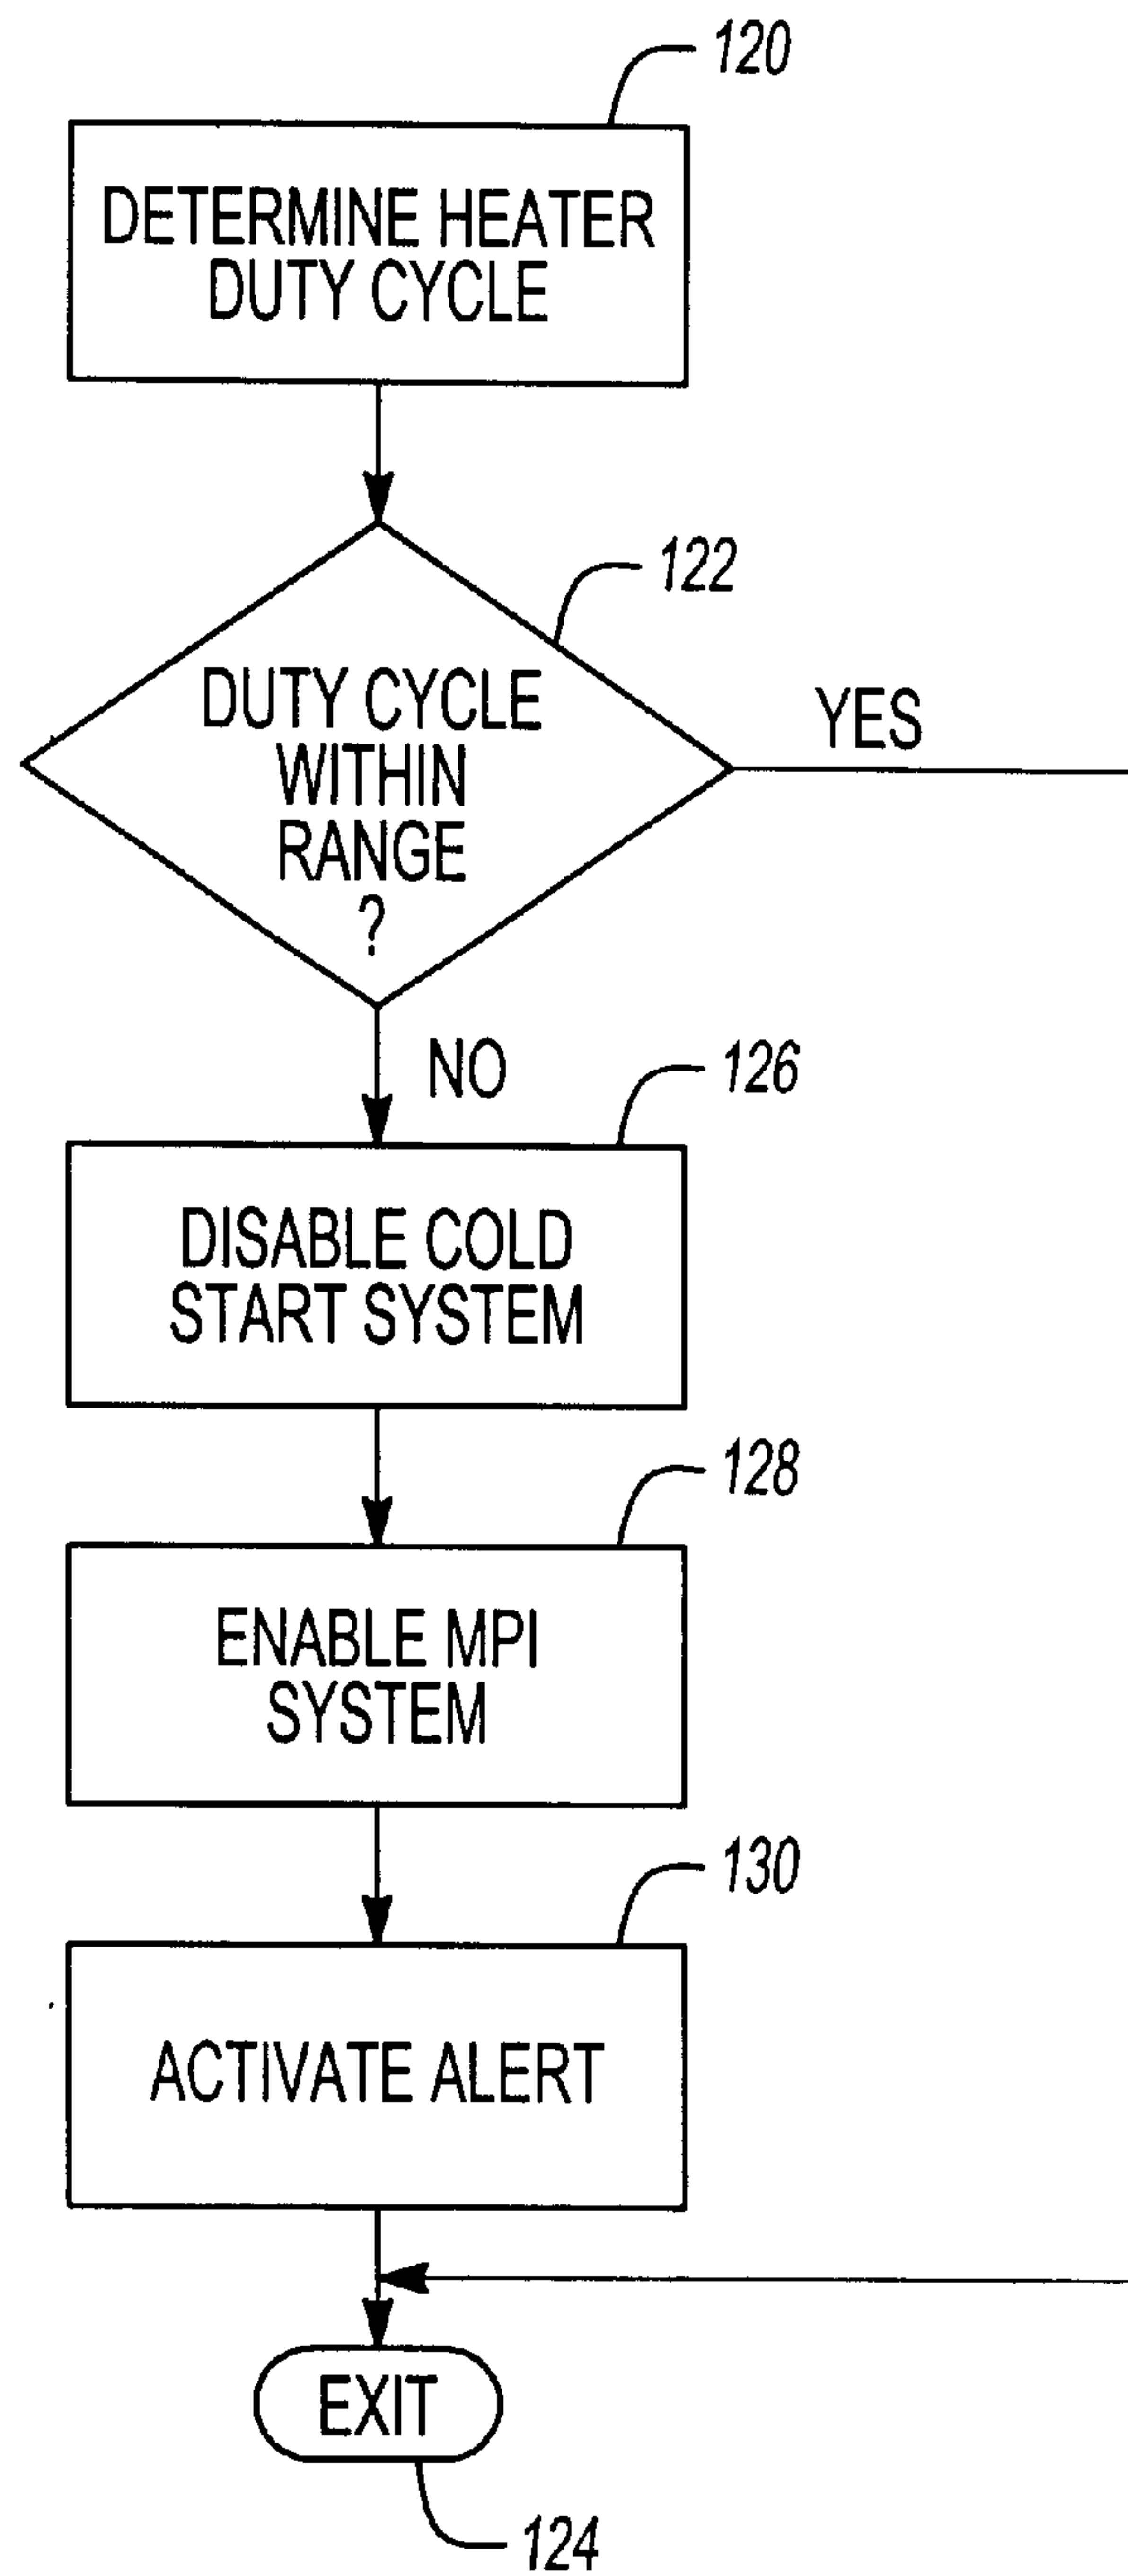 120
DETERMINE HEATER
DUTY CYCLE
122
DUTY CYCLE
WITHIN
RANGE
?
YES
NO
126
DISABLE COLD
START SYSTEM
128
ENABLE MPI
SYSTEM
130
ACTIVATE ALERT
EXIT
124